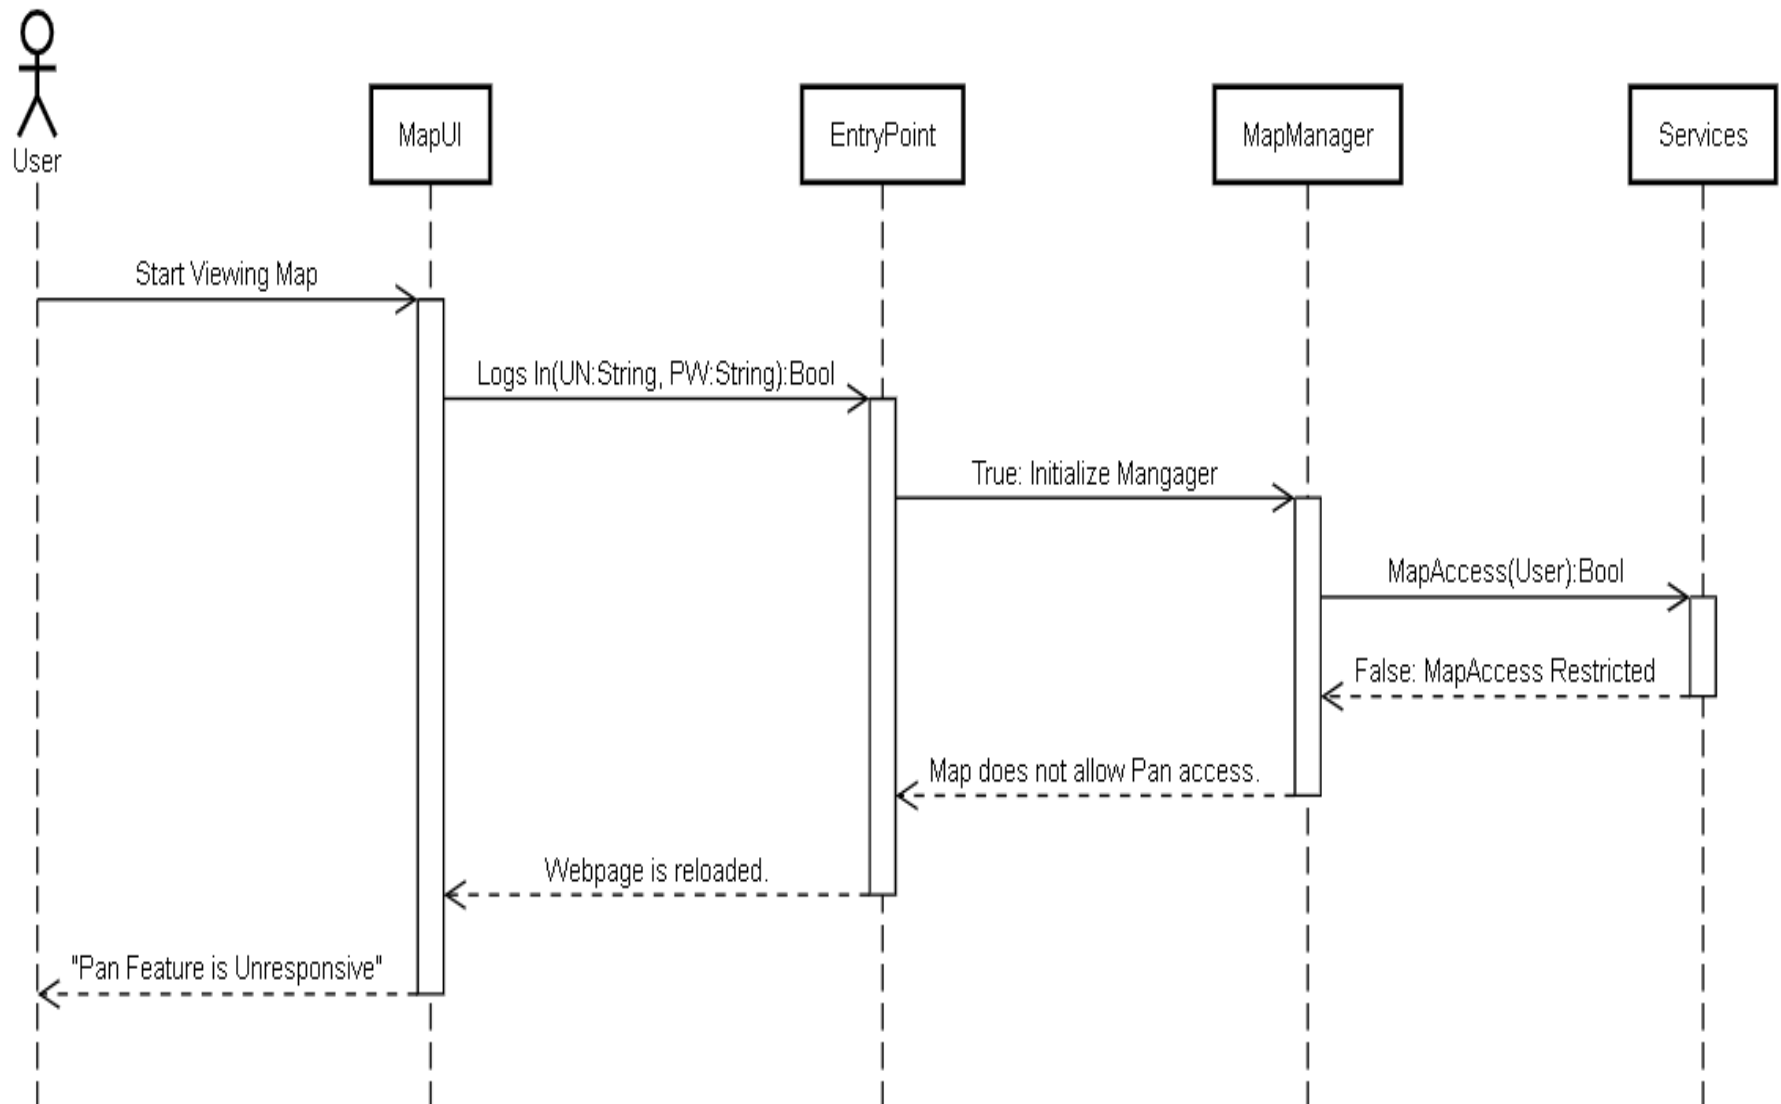 User
MapUI
EntryPoint
MapManager
Services
Start Viewing Map
Logs In(UN:String, PW:String):Bool
True: Initialize Mangager
MapAccess(User):Bool
False: MapAccess Restricted
Map does not allow Pan access.
Webpage is reloaded.
"Pan Feature is Unresponsive"